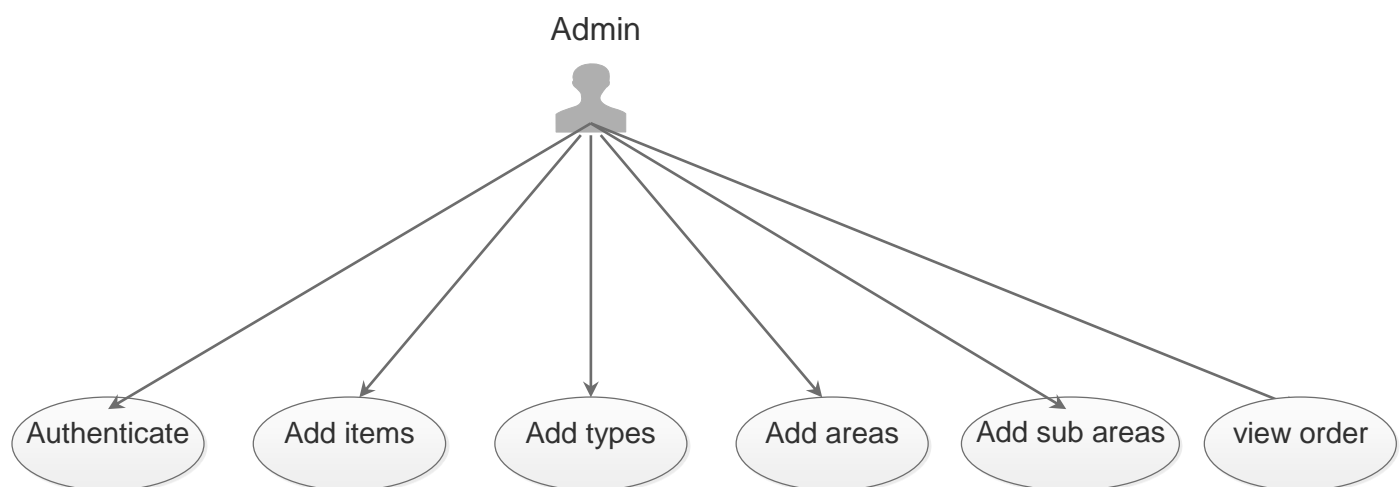 Admin
Authenticate
Add items
Add types
Add areas
Add sub areas
view order